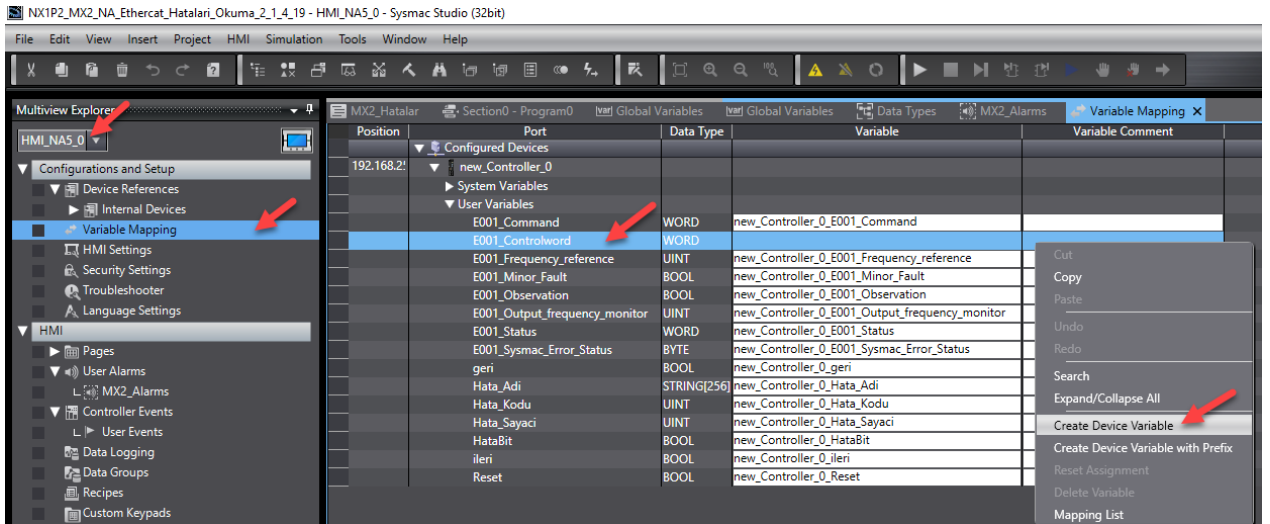 NX1P2_MX2_NA_Ethercat_Hatalari_Okuma_2_1_4_19 - HMI_NA5_0 - Sysmac Studio (32bit)
File Edit View Insert Project HMI Simulation Tools Window Help
Multiview Explorer
HMI_NA5_0
Configurations and Setup
Device References
Internal Devices
Variable Mapping
HMI Settings
Security Settings
Troubleshooter
Language Settings
HMI
Pages
User Alarms
MX2_Alarms
Controller Events
User Events
Data Logging
Data Groups
Recipes
Custom Keypads
MX2_Hatalar Section0 - Program0 Global Variables Global Variables Data Types MX2_Alarms Variable Mapping
Position Port Data Type Variable Variable Comment
Configured Devices
192.168.2 new_Controller_0
System Variables
User Variables
E001_Command WORD new_Controller_0_E001_Command
E001_Controlword WORD
E001_Frequency_reference UINT new_Controller_0_E001_Frequency_reference
E001_Minor_Fault BOOL new_Controller_0_E001_Minor_Fault
E001_Observation BOOL new_Controller_0_E001_Observation
E001_Output_frequency_monitor UINT new_Controller_0_E001_Output_frequency_monitor
E001_Status WORD new_Controller_0_E001_Status
E001_Sysmac_Error_Status BYTE new_Controller_0_E001_Sysmac_Error_Status
geri BOOL new_Controller_0_geri
Hata_Adi STRING[256] new_Controller_0_Hata_Adi
Hata_Kodu UINT new_Controller_0_Hata_Kodu
Hata_Sayaci UINT new_Controller_0_Hata_Sayaci
HataBit BOOL new_Controller_0_HataBit
ileri BOOL new_Controller_0_ileri
Reset BOOL new_Controller_0_Reset
Cut
Copy
Paste
Undo
Redo
Search
Expand/Collapse All
Create Device Variable
Create Device Variable with Prefix
Reset Assignment
Delete Variable
Mapping List